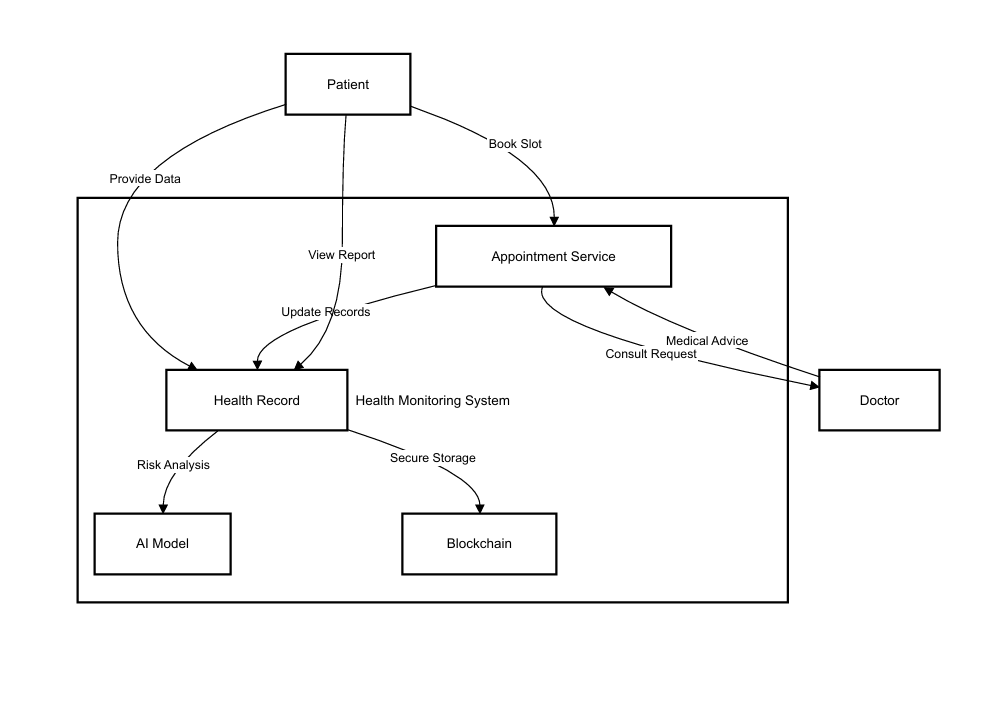 Patient
Book Slot
Provide Data
View Report
Appointment Service
Update Records
Medical Advice
Consult Request
Health Record
Health Monitoring System
Doctor
Risk Analysis
Secure Storage
AI Model
Blockchain